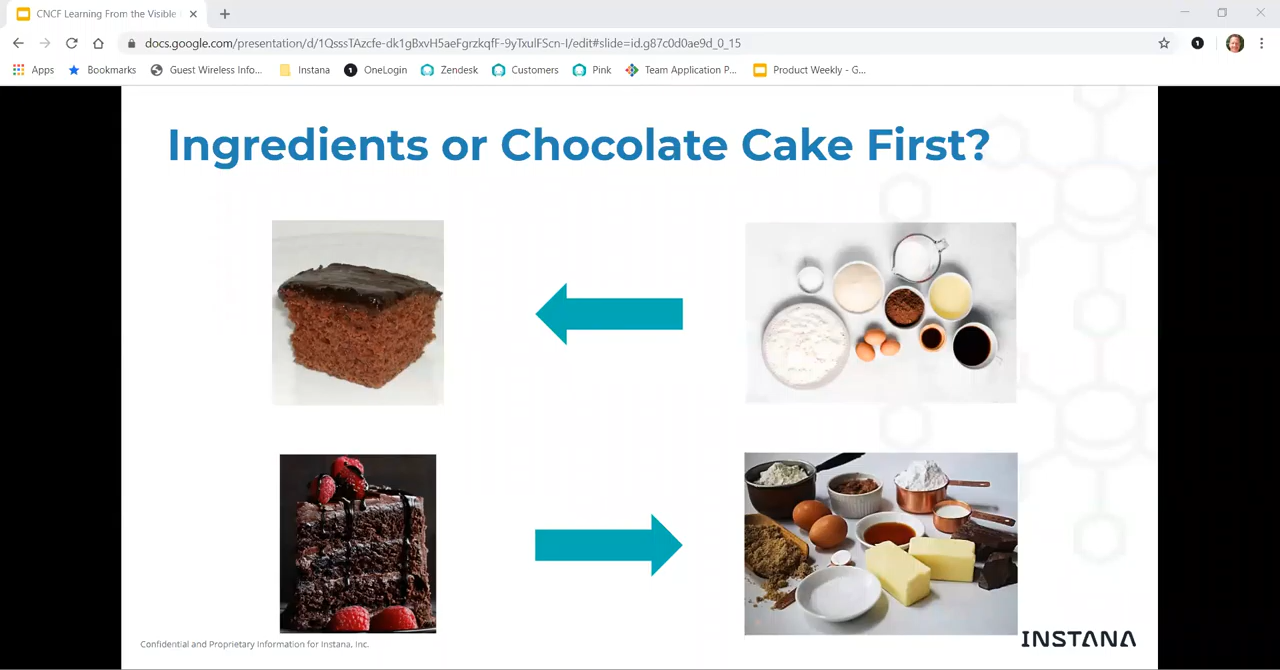 CNCF Learning From the Visible
docs.google.com/presentation/d/1QsssTAzcfe-dk1gBxvH5aeFgrzkqfF-9yTxulFScn-I/edit#slide=id.g87c0d0ae9d_0_15
1
Apps
Bookmarks
Guest Wireless Info...
Instana
1
OneLogin
Zendesk
Customers
Pink
Team Application P...
Product Weekly - G...
Ingredients or Chocolate Cake First?
Confidential and Proprietary Information for Instana, Inc.
INSTANA